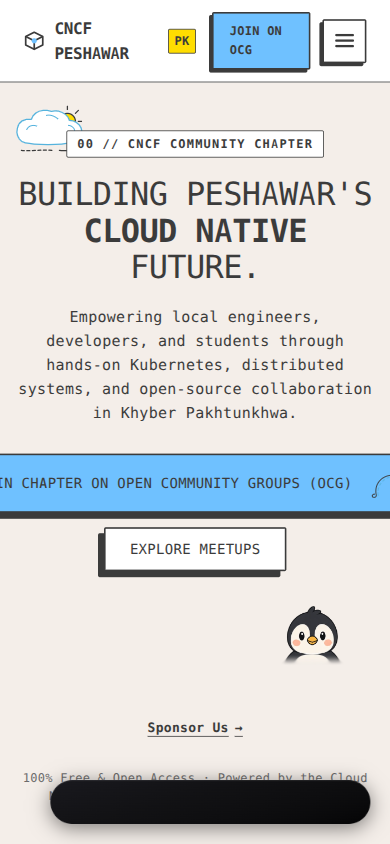 CNCF
PESHAWAR
PK
JOIN ON
OCG
00 // CNCF COMMUNITY CHAPTER
BUILDING PESHAWAR'S
CLOUD NATIVE
FUTURE.
Empowering local engineers,
developers, and students through
hands-on Kubernetes, distributed
systems, and open-source collaboration
in Khyber Pakhtunkhwa.
IN CHAPTER ON OPEN COMMUNITY GROUPS (OCG)
EXPLORE MEETUPS
Sponsor Us →
100% Free & Open Access · Powered by the Cloud